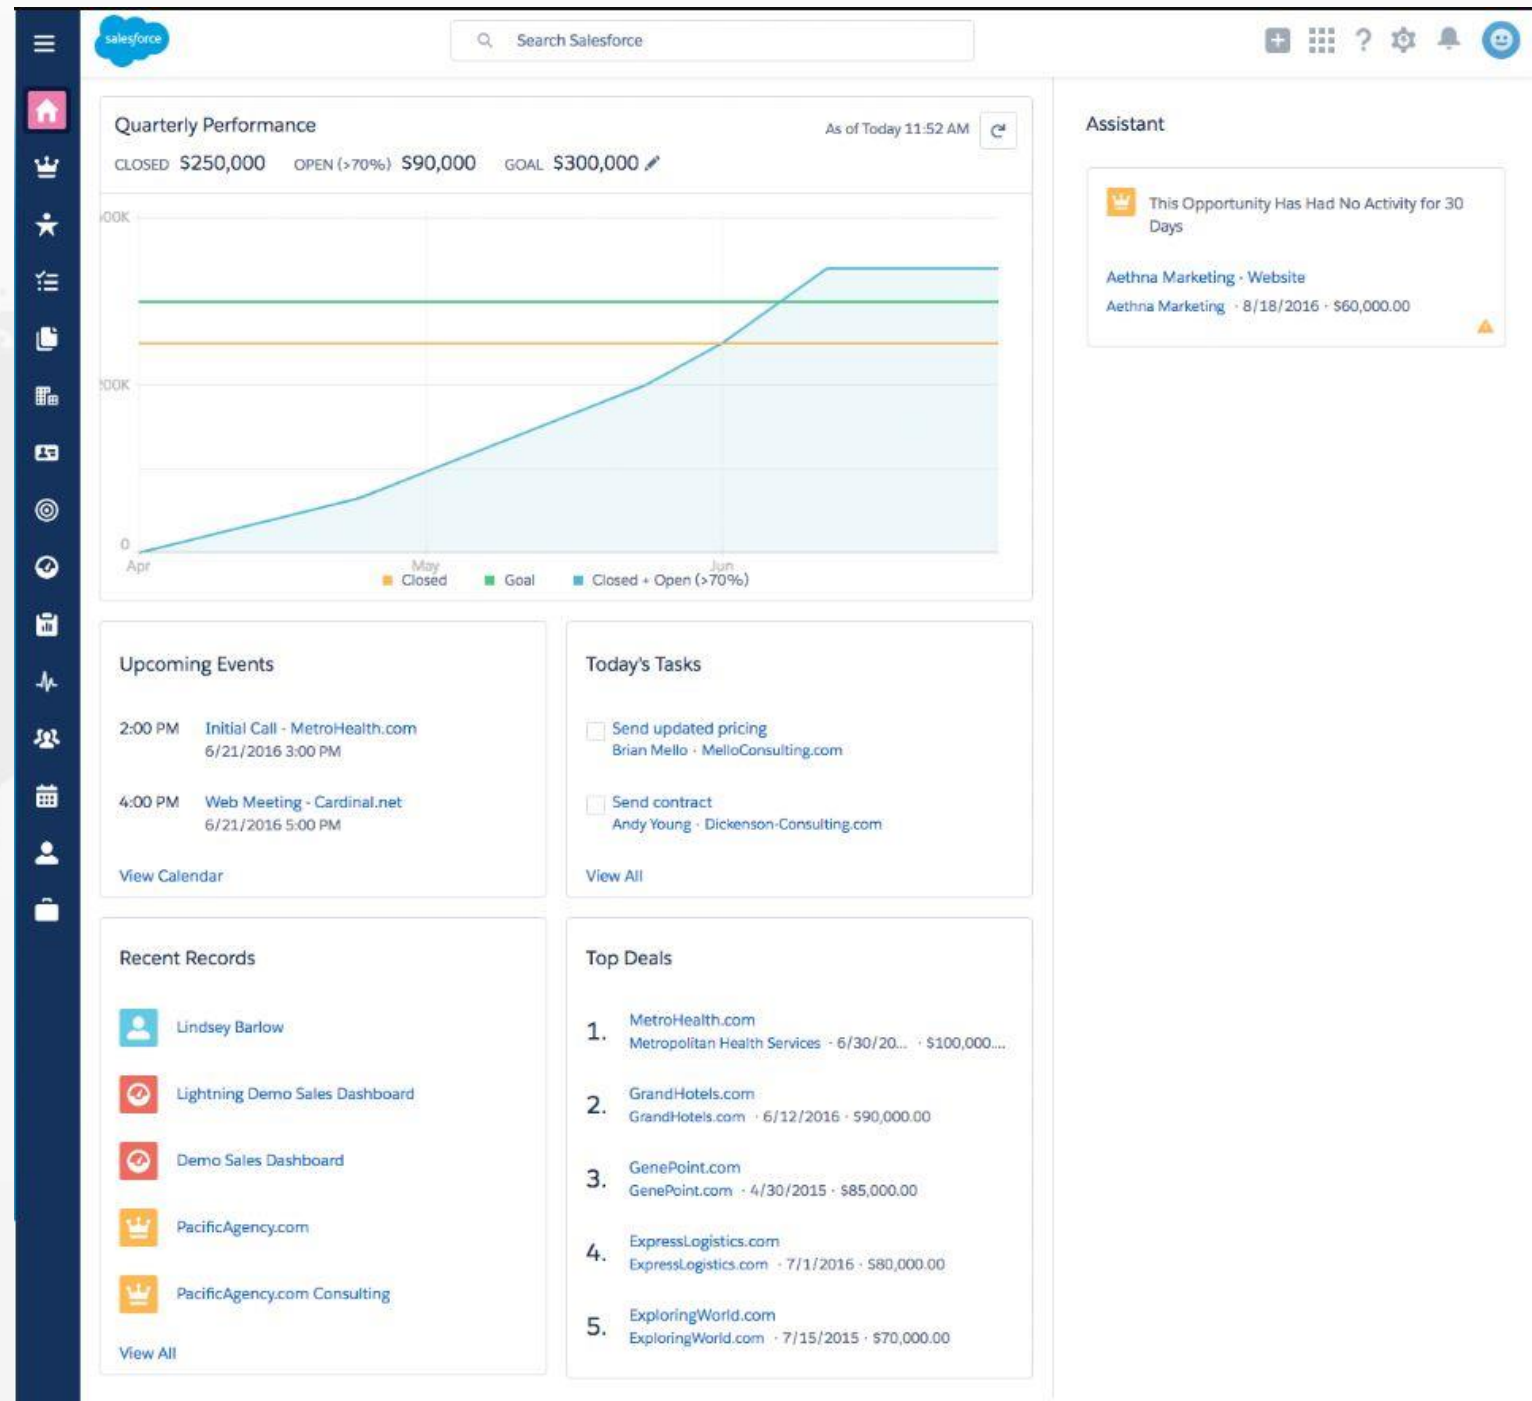 salesforce
Search Salesforce
Quarterly Performance
As of Today 11:52 AM
CLOSED $250,000 OPEN (>70%) $90,000 GOAL $300,000
00K
200K
0
Apr
May
Jun
Closed
Goal
Closed + Open (>70%)
Assistant
This Opportunity Has Had No Activity for 30
Days
Aethna Marketing - Website
Aethna Marketing · 8/18/2016 · $60,000.00
Upcoming Events
2:00 PM Initial Call - MetroHealth.com
6/21/2016 3:00 PM
4:00 PM Web Meeting - Cardinal.net
6/21/2016 5:00 PM
View Calendar
Today's Tasks
Send updated pricing
Brian Mello · MelloConsulting.com
Send contract
Andy Young · Dickenson-Consulting.com
View All
Recent Records
Lindsey Barlow
Lightning Demo Sales Dashboard
Demo Sales Dashboard
PacificAgency.com
PacificAgency.com Consulting
View All
Top Deals
1. MetroHealth.com
Metropolitan Health Services · 6/30/20... · $100,000....
2. GrandHotels.com
GrandHotels.com · 6/12/2016 · $90,000.00
3. GenePoint.com
GenePoint.com · 4/30/2015 · $85,000.00
4. ExpressLogistics.com
ExpressLogistics.com · 7/1/2016 · $80,000.00
5. ExploringWorld.com
ExploringWorld.com · 7/15/2015 · $70,000.00